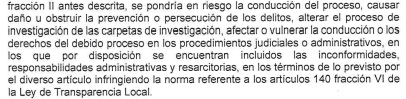 fracción II antes descrita, se pondría en riesgo la conducción del proceso, causar
daño u obstruir la prevención o persecución de los delitos, alterar el proceso de
investigación de las carpetas de investigación, afectar o vulnerar la conducción o los
derechos del debido proceso en los procedimientos judiciales o administrativos, en
los que por disposición se encuentran incluidos las inconformidades,
responsabilidades administrativas y resarcitorias, en los términos de lo previsto por
el diverso artículo infringiendo la norma referente a los artículos 140 fracción VI de
la Ley de Transparencia Local.